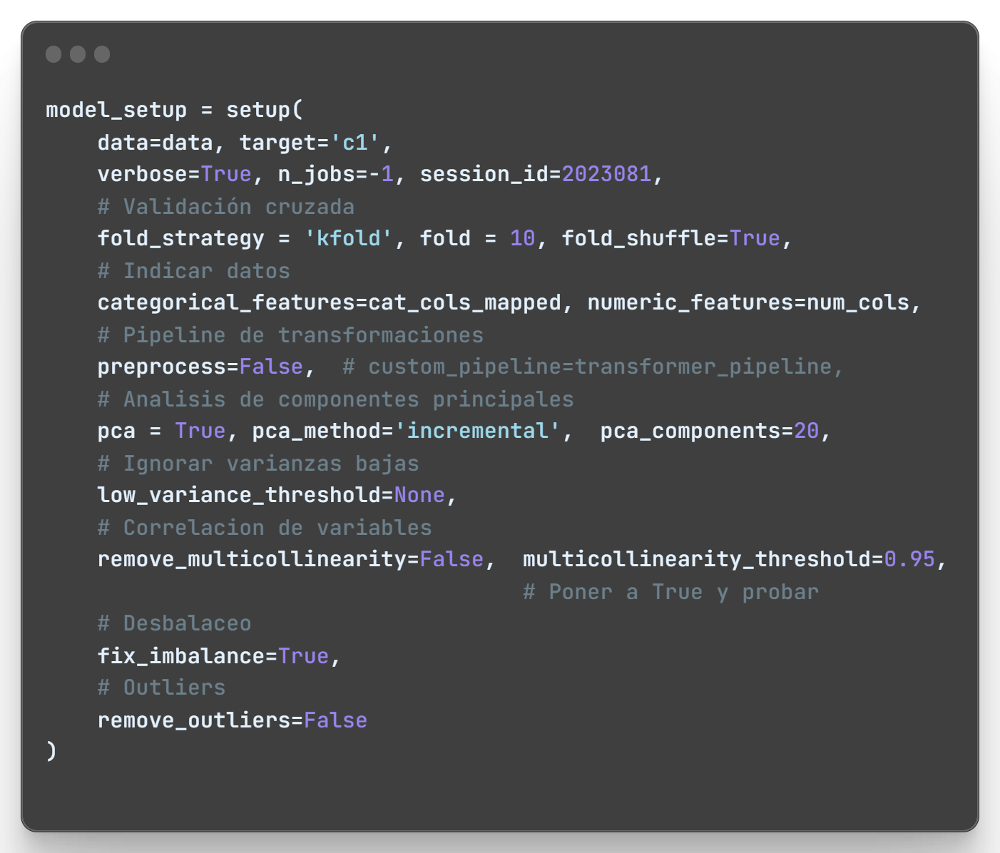 model_setup = setup(
    data=data, target='c1',
    verbose=True, n_jobs=-1, session_id=2023081,
    # Validación cruzada
    fold_strategy = 'kfold', fold = 10, fold_shuffle=True,
    # Indicar datos
    categorical_features=cat_cols_mapped, numeric_features=num_cols,
    # Pipeline de transformaciones
    preprocess=False,  # custom_pipeline=transformer_pipeline,
    # Analisis de componentes principales
    pca = True, pca_method='incremental',  pca_components=20,
    # Ignorar varianzas bajas
    low_variance_threshold=None,
    # Correlacion de variables
    remove_multicollinearity=False,  multicollinearity_threshold=0.95,
                                     # Poner a True y probar
    # Desbalaceo
    fix_imbalance=True,
    # Outliers
    remove_outliers=False
)